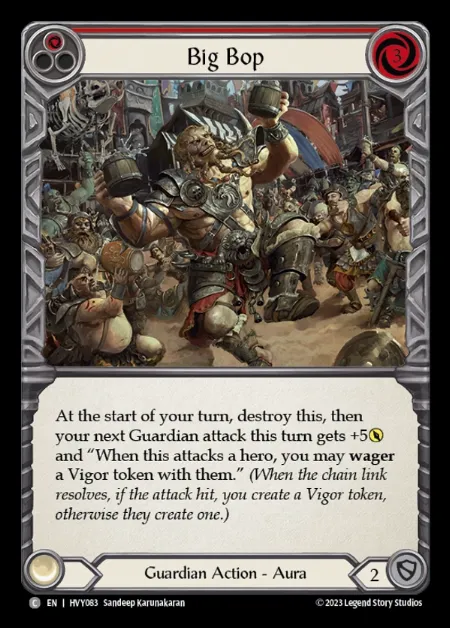 Big Bop
3
At the start of your turn, destroy this, then
your next Guardian attack this turn gets +5
and “When this attacks a hero, you may wager
a Vigor token with them.” (When the chain link
resolves, if the attack hit, you create a Vigor token,
otherwise they create one.)
Guardian Action - Aura
2
C EN | HVY083 Sandeep Karunakaran
© 2023 Legend Story Studios